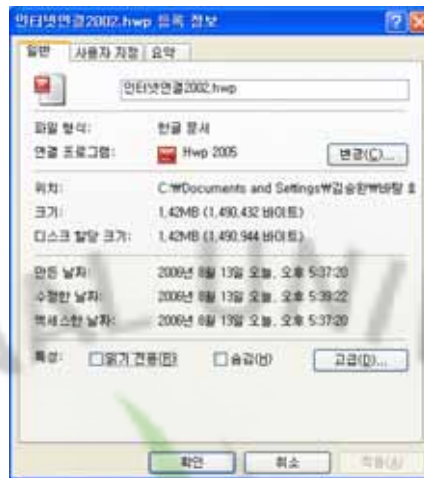 인터넷연결2002.hwp 등록 정보
일반 사용자 지정 요약
인터넷연결2002.hwp
파일 형식: 한글 문서
연결 프로그램: Hwp 2005 변경(C)...
위치: C:\Documents and Settings\김승환\바탕
크기: 1.42MB (1,490,432 바이트)
디스크 할당 크기: 1.42MB (1,490,944 바이트)
만든 날짜: 2006년 8월 13일 오늘, 오후 5:37:20
수정한 날짜: 2006년 8월 13일 오늘, 오후 5:39:22
액세스한 날짜: 2006년 8월 13일 오늘, 오후 5:37:20
특성: 읽기 전용(R) 숨김(H) 고급(D)...
확인 취소 적용(A)